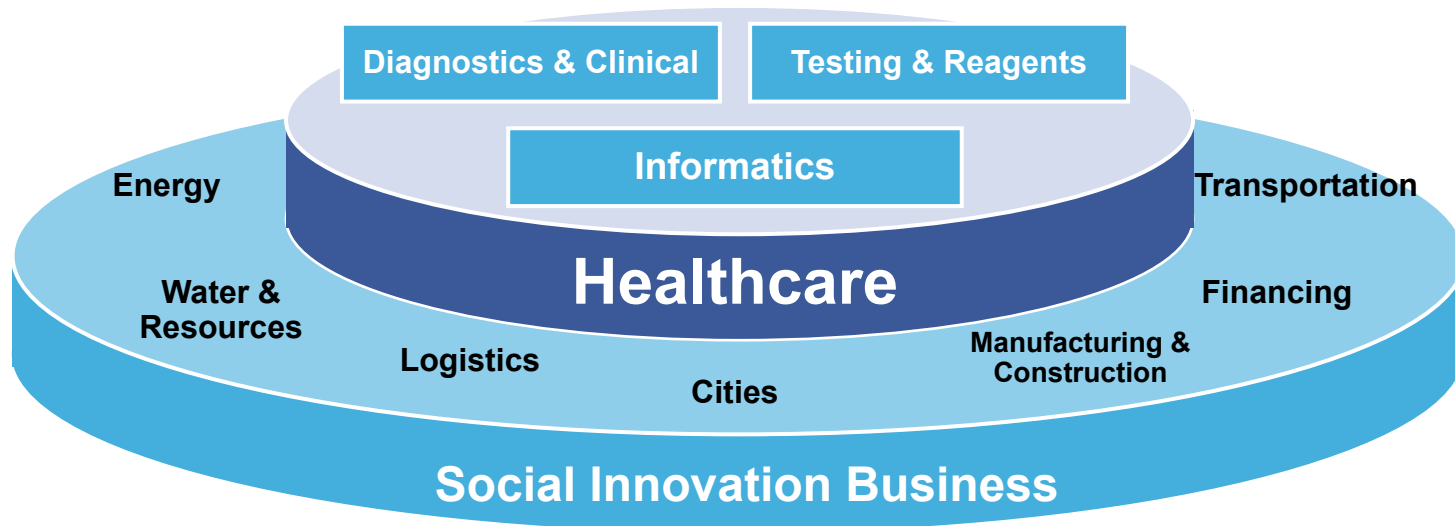 Diagnostics & Clinical
Testing & Reagents
Informatics
Energy
Transportation
Healthcare
Water &
Resources
Financing
Logistics
Manufacturing &
Construction
Cities
Social Innovation Business